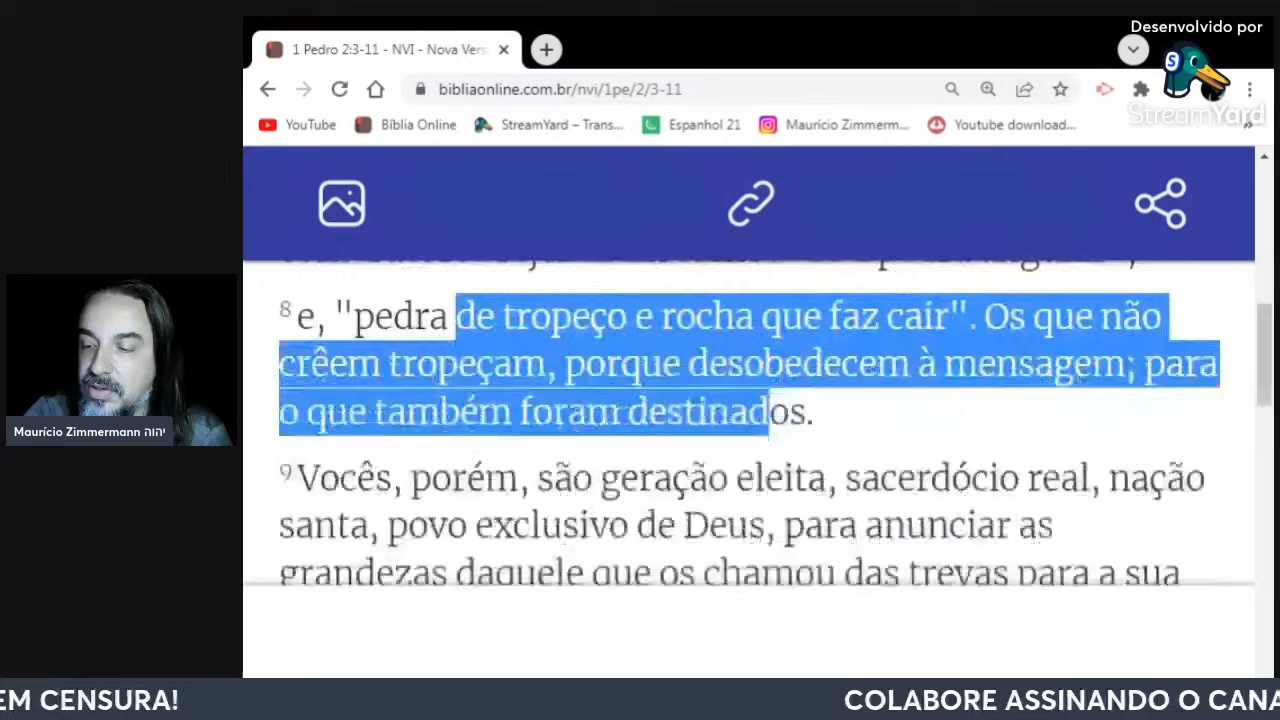 Desenvolvido por
StreamYard
1 Pedro 2:3-11 - NVI - Nova Vers
bibliaonline.com.br/nvi/1pe/2/3-11
YouTube
Bíblia Online
StreamYard – Trans...
Espanhol 21
Maurício Zimmerm...
Youtube download...
8 e, "pedra de tropeço e rocha que faz cair". Os que não
crêem tropeçam, porque desobedecem à mensagem; para
o que também foram destinados.
9 Vocês, porém, são geração eleita, sacerdócio real, nação
santa, povo exclusivo de Deus, para anunciar as
grandezas daquele que os chamou das trevas para a sua
Maurício Zimmermann יהוה
EM CENSURA!
COLABORE ASSINANDO O CANA